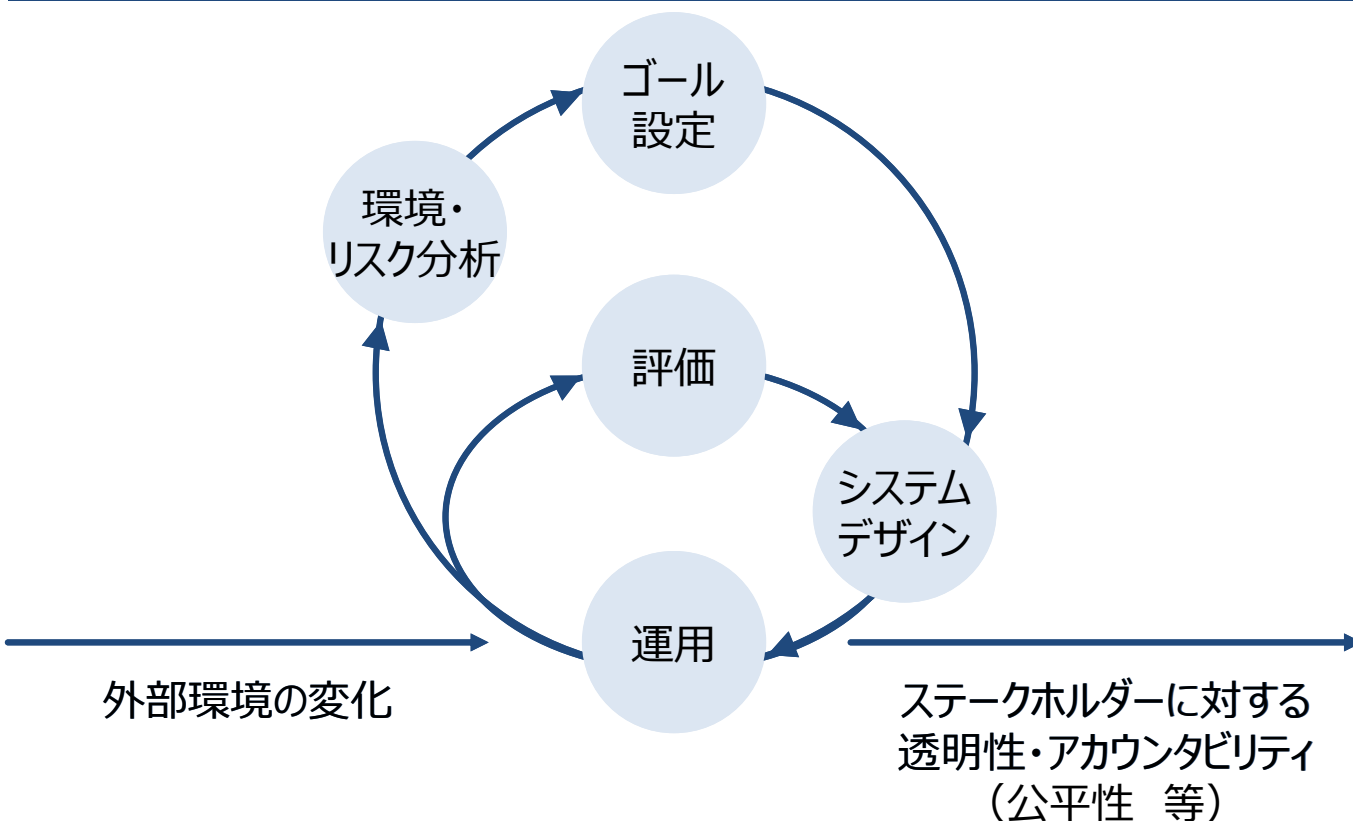 ゴール
設定
環境・
リスク分析
評価
システム
デザイン
運用
外部環境の変化
ステークホルダーに対する
透明性・アカウンタビリティ
（公平性　等）